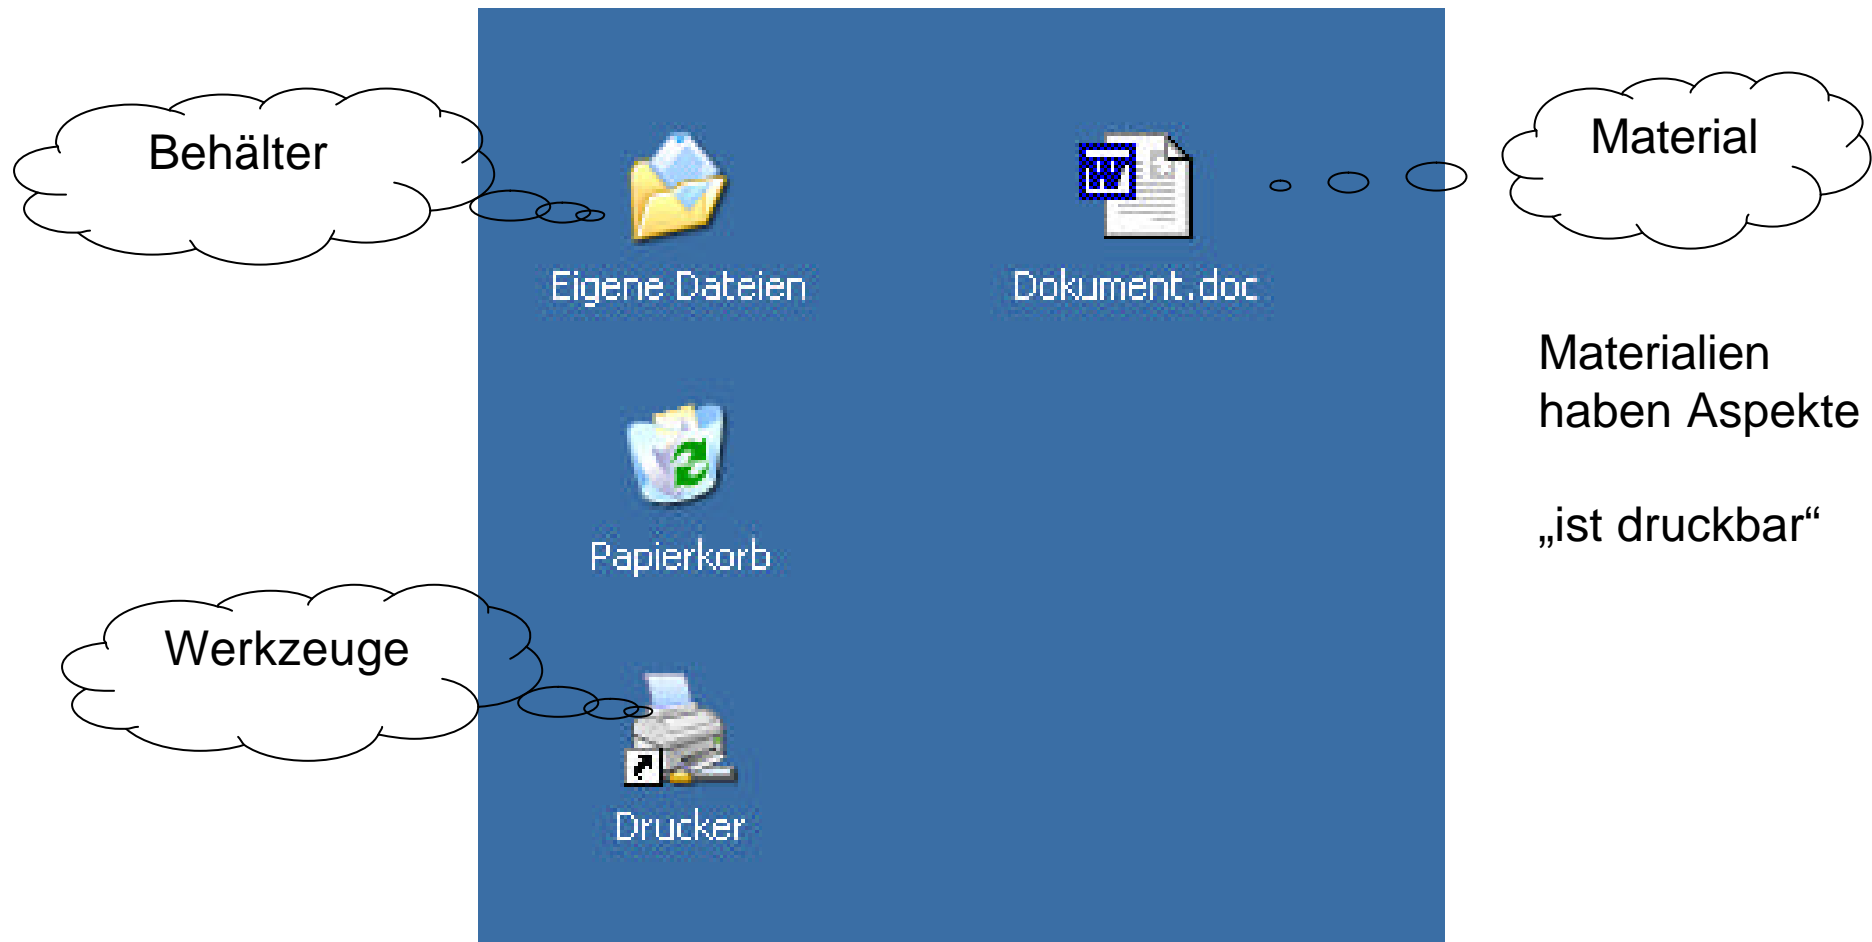 Behälter
Material
W
Eigene Dateien
Dokument.doc
Materialien
haben Aspekte
„ist druckbar“
Papierkorb
Werkzeuge
Drucker